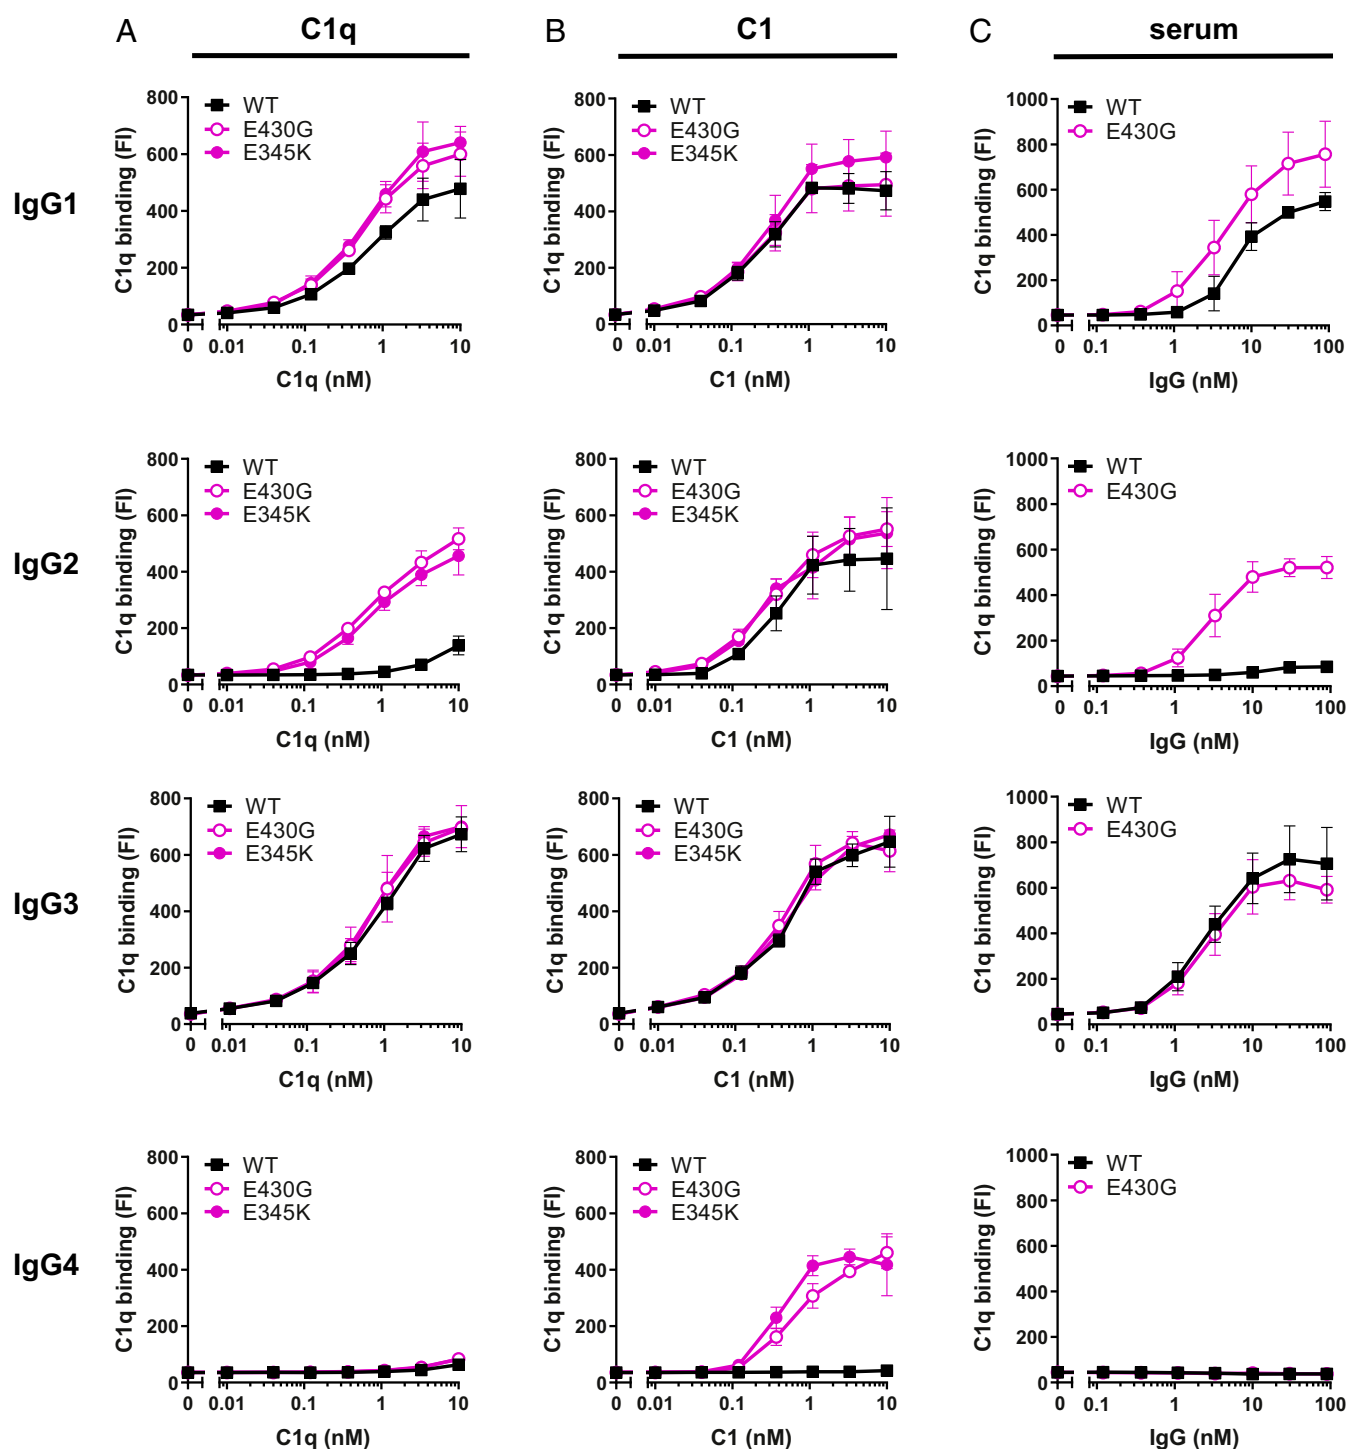 A C1q B C1 C serum
IgG1
800
600
400
200
0
C1q binding (FI)
WT
E430G
E345K
0 0.01 0.1 1 10
C1q (nM)
800
600
400
200
0
C1q binding (FI)
WT
E430G
E345K
0 0.01 0.1 1 10
C1 (nM)
1000
800
600
400
200
0
C1q binding (FI)
WT
E430G
0 0.1 1 10 100
IgG (nM)
IgG2
800
600
400
200
0
C1q binding (FI)
WT
E430G
E345K
0 0.01 0.1 1 10
C1q (nM)
800
600
400
200
0
C1q binding (FI)
WT
E430G
E345K
0 0.01 0.1 1 10
C1 (nM)
1000
800
600
400
200
0
C1q binding (FI)
WT
E430G
0 0.1 1 10 100
IgG (nM)
IgG3
800
600
400
200
0
C1q binding (FI)
WT
E430G
E345K
0 0.01 0.1 1 10
C1q (nM)
800
600
400
200
0
C1q binding (FI)
WT
E430G
E345K
0 0.01 0.1 1 10
C1 (nM)
1000
800
600
400
200
0
C1q binding (FI)
WT
E430G
0 0.1 1 10 100
IgG (nM)
IgG4
800
600
400
200
0
C1q binding (FI)
WT
E430G
E345K
0 0.01 0.1 1 10
C1q (nM)
800
600
400
200
0
C1q binding (FI)
WT
E430G
E345K
0 0.01 0.1 1 10
C1 (nM)
1000
800
600
400
200
0
C1q binding (FI)
WT
E430G
0 0.1 1 10 100
IgG (nM)